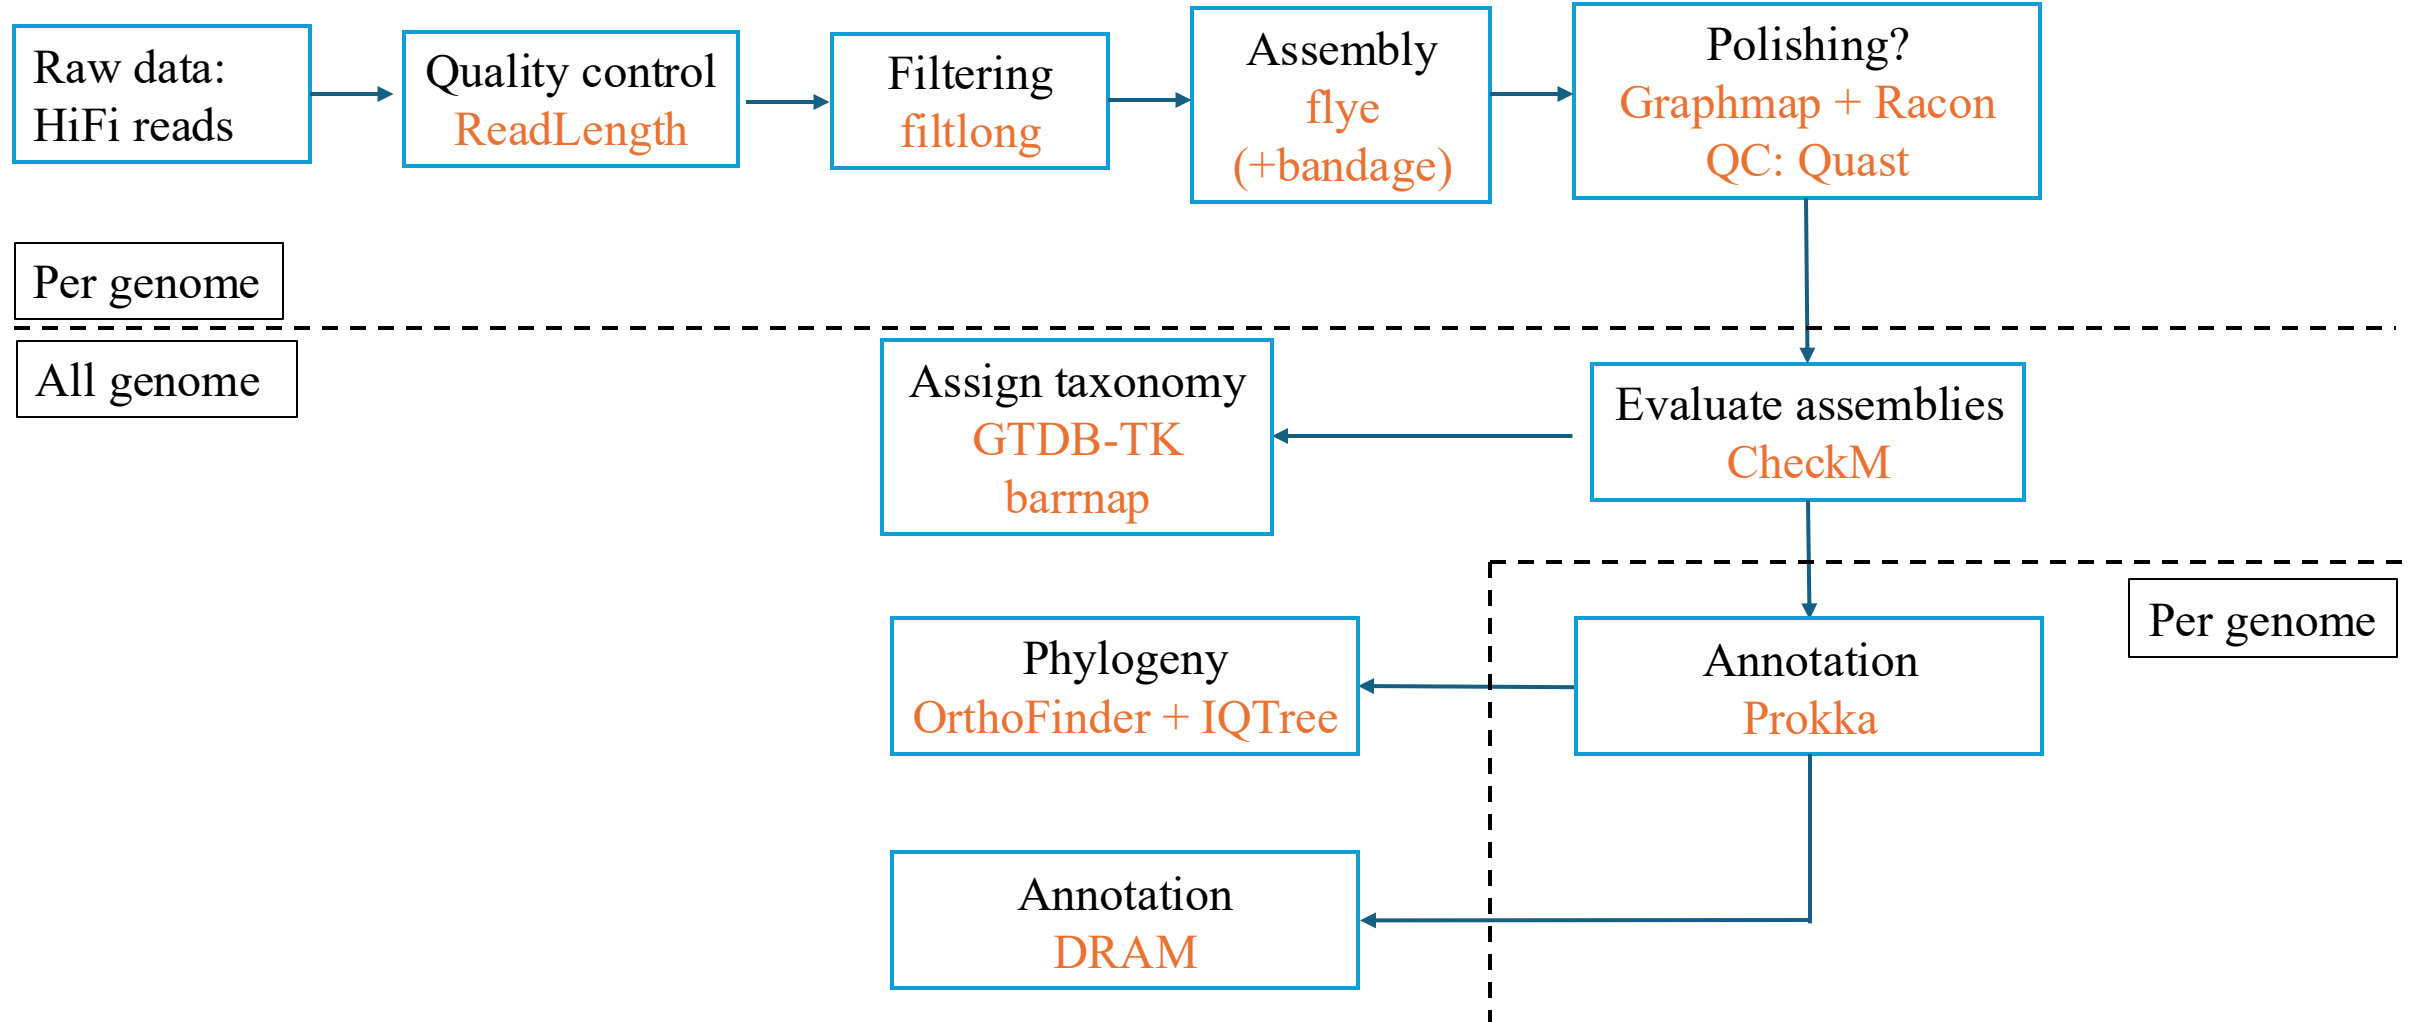 Raw data:
HiFi reads
Quality control
ReadLength
Filtering
filtlong
Assembly
flye
(+bandage)
Polishing?
Graphmap + Racon
QC: Quast
Per genome
All genome
Assign taxonomy
GTDB-TK
barrnap
Evaluate assemblies
CheckM
Per genome
Phylogeny
OrthoFinder + IQTree
Annotation
Prokka
Annotation
DRAM